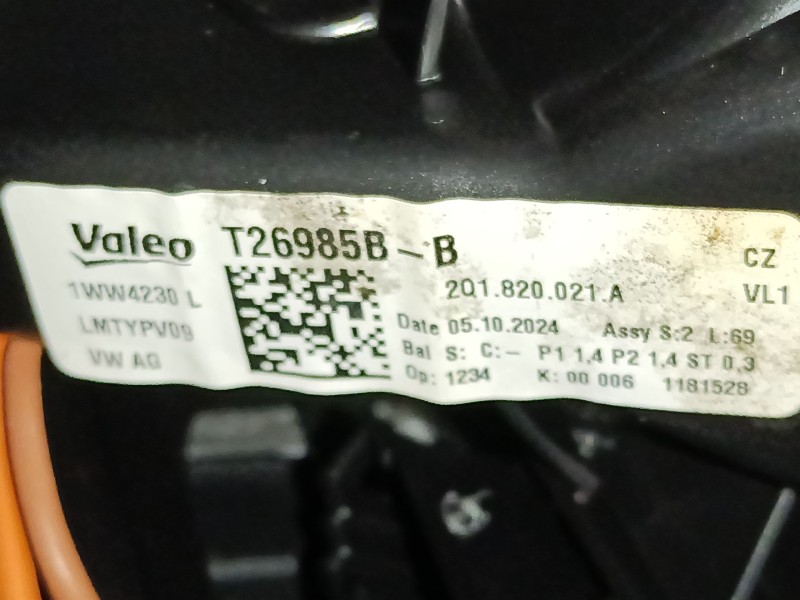 Valeo T26985B-B CZ
1WW4230 L 2Q1.820.021.A VL1
LMTYPV09 Date 05.10.2024 Assy S:2 L:69
VW AG Bal S: C:- P1 1,4 P2 1,4 ST 0,3
Op: 1234 K: 00 006 1181528